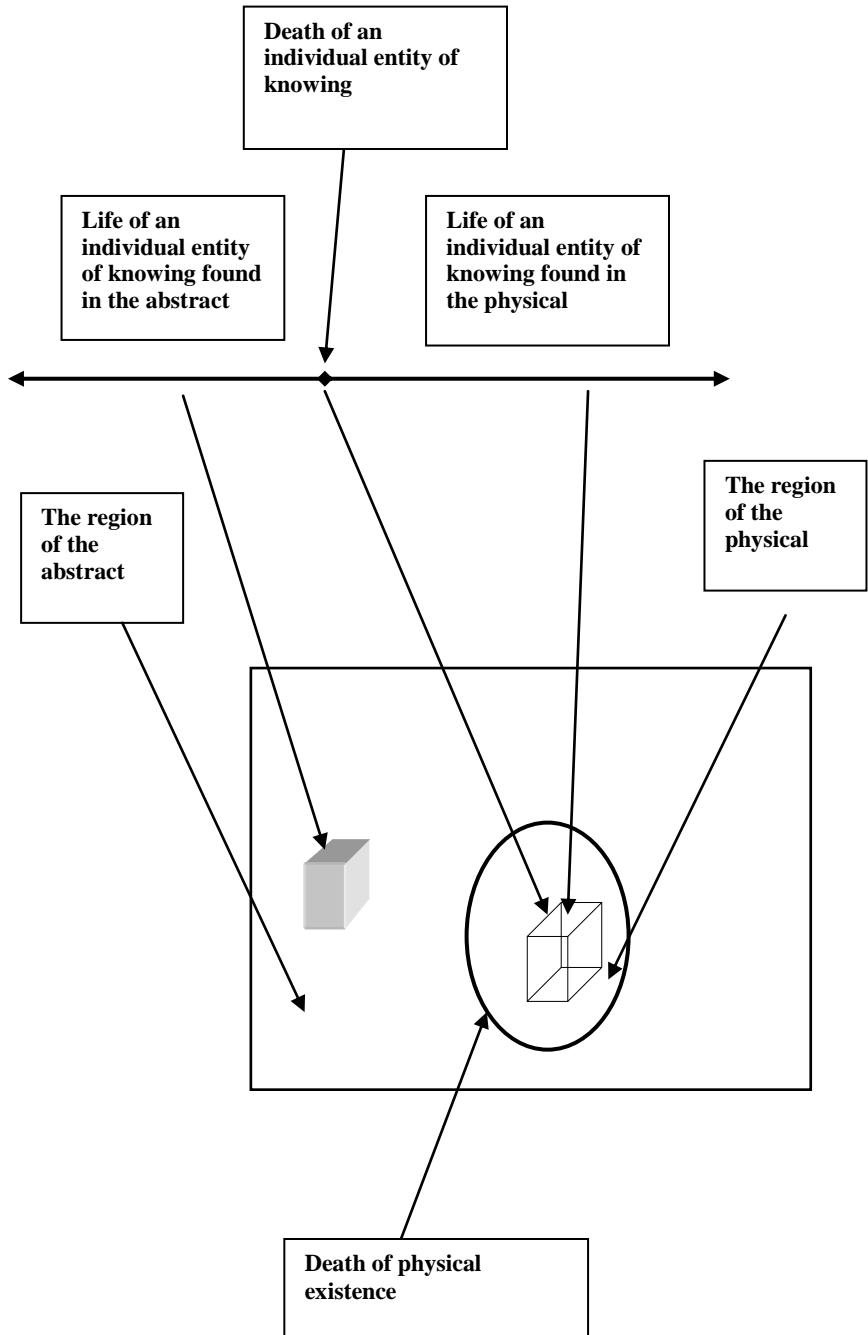 Death of an
individual entity of
knowing
Life of an
individual entity
of knowing found
in the abstract
Life of an
individual entity of
knowing found in
the physical
The region
of the
abstract
The region
of the
physical
Death of physical
existence